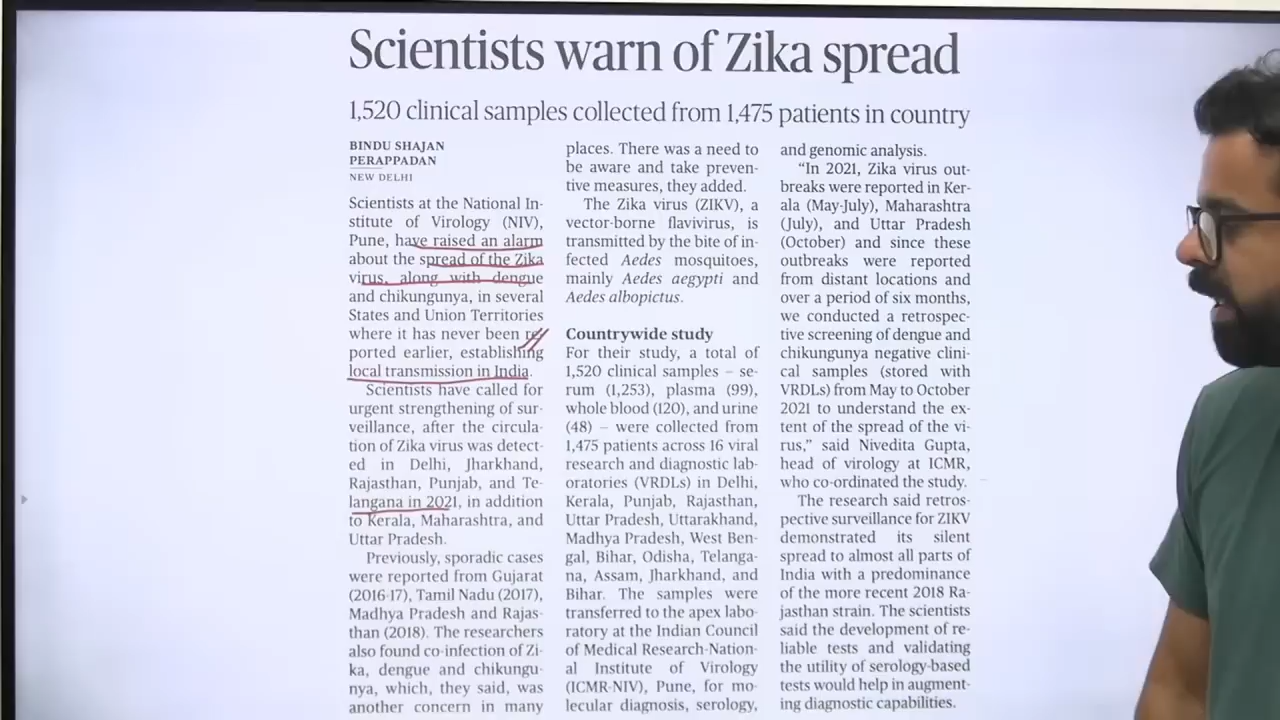 Scientists warn of Zika spread
1,520 clinical samples collected from 1,475 patients in country
BINDU SHAJAN
PERAPPADAN
NEW DELHI
Scientists at the National In-
stitute of Virology (NIV),
Pune, have raised an alarm
about the spread of the Zika
virus, along with dengue
and chikungunya, in several
States and Union Territories
where it has never been re-
ported earlier, establishing
local transmission in India.
Scientists have called for
urgent strengthening of sur-
veillance, after the circula-
tion of Zika virus was detect-
ed in Delhi, Jharkhand,
Rajasthan, Punjab, and Te-
langana in 2021, in addition
to Kerala, Maharashtra, and
Uttar Pradesh.
Previously, sporadic cases
were reported from Gujarat
(2016-17), Tamil Nadu (2017),
Madhya Pradesh and Rajas-
than (2018). The researchers
also found co-infection of Zi-
ka, dengue and chikungu-
nya, which, they said, was
another concern in many
places. There was a need to
be aware and take preven-
tive measures, they added.
The Zika virus (ZIKV), a
vector-borne flavivirus, is
transmitted by the bite of in-
fected Aedes mosquitoes,
mainly Aedes aegypti and
Aedes albopictus.
Countrywide study
For their study, a total of
1,520 clinical samples – se-
rum (1,253), plasma (99),
whole blood (120), and urine
(48) – were collected from
1,475 patients across 16 viral
research and diagnostic lab-
oratories (VRDLs) in Delhi,
Kerala, Punjab, Rajasthan,
Uttar Pradesh, Uttarakhand,
Madhya Pradesh, West Ben-
gal, Bihar, Odisha, Telanga-
na, Assam, Jharkhand, and
Bihar. The samples were
transferred to the apex labo-
ratory at the Indian Council
of Medical Research-Nation-
al Institute of Virology
(ICMR-NIV), Pune, for mo-
lecular diagnosis, serology,
and genomic analysis.
“In 2021, Zika virus out-
breaks were reported in Ker-
ala (May-July), Maharashtra
(July), and Uttar Pradesh
(October) and since these
outbreaks were reported
from distant locations and
over a period of six months,
we conducted a retrospec-
tive screening of dengue and
chikungunya negative clini-
cal samples (stored with
VRDLs) from May to October
2021 to understand the ex-
tent of the spread of the vi-
rus,” said Nivedita Gupta,
head of virology at ICMR,
who co-ordinated the study.
The research said retros-
pective surveillance for ZIKV
demonstrated its silent
spread to almost all parts of
India with a predominance
of the more recent 2018 Ra-
jasthan strain. The scientists
said the development of re-
liable tests and validating
the utility of serology-based
tests would help in augment-
ing diagnostic capabilities.